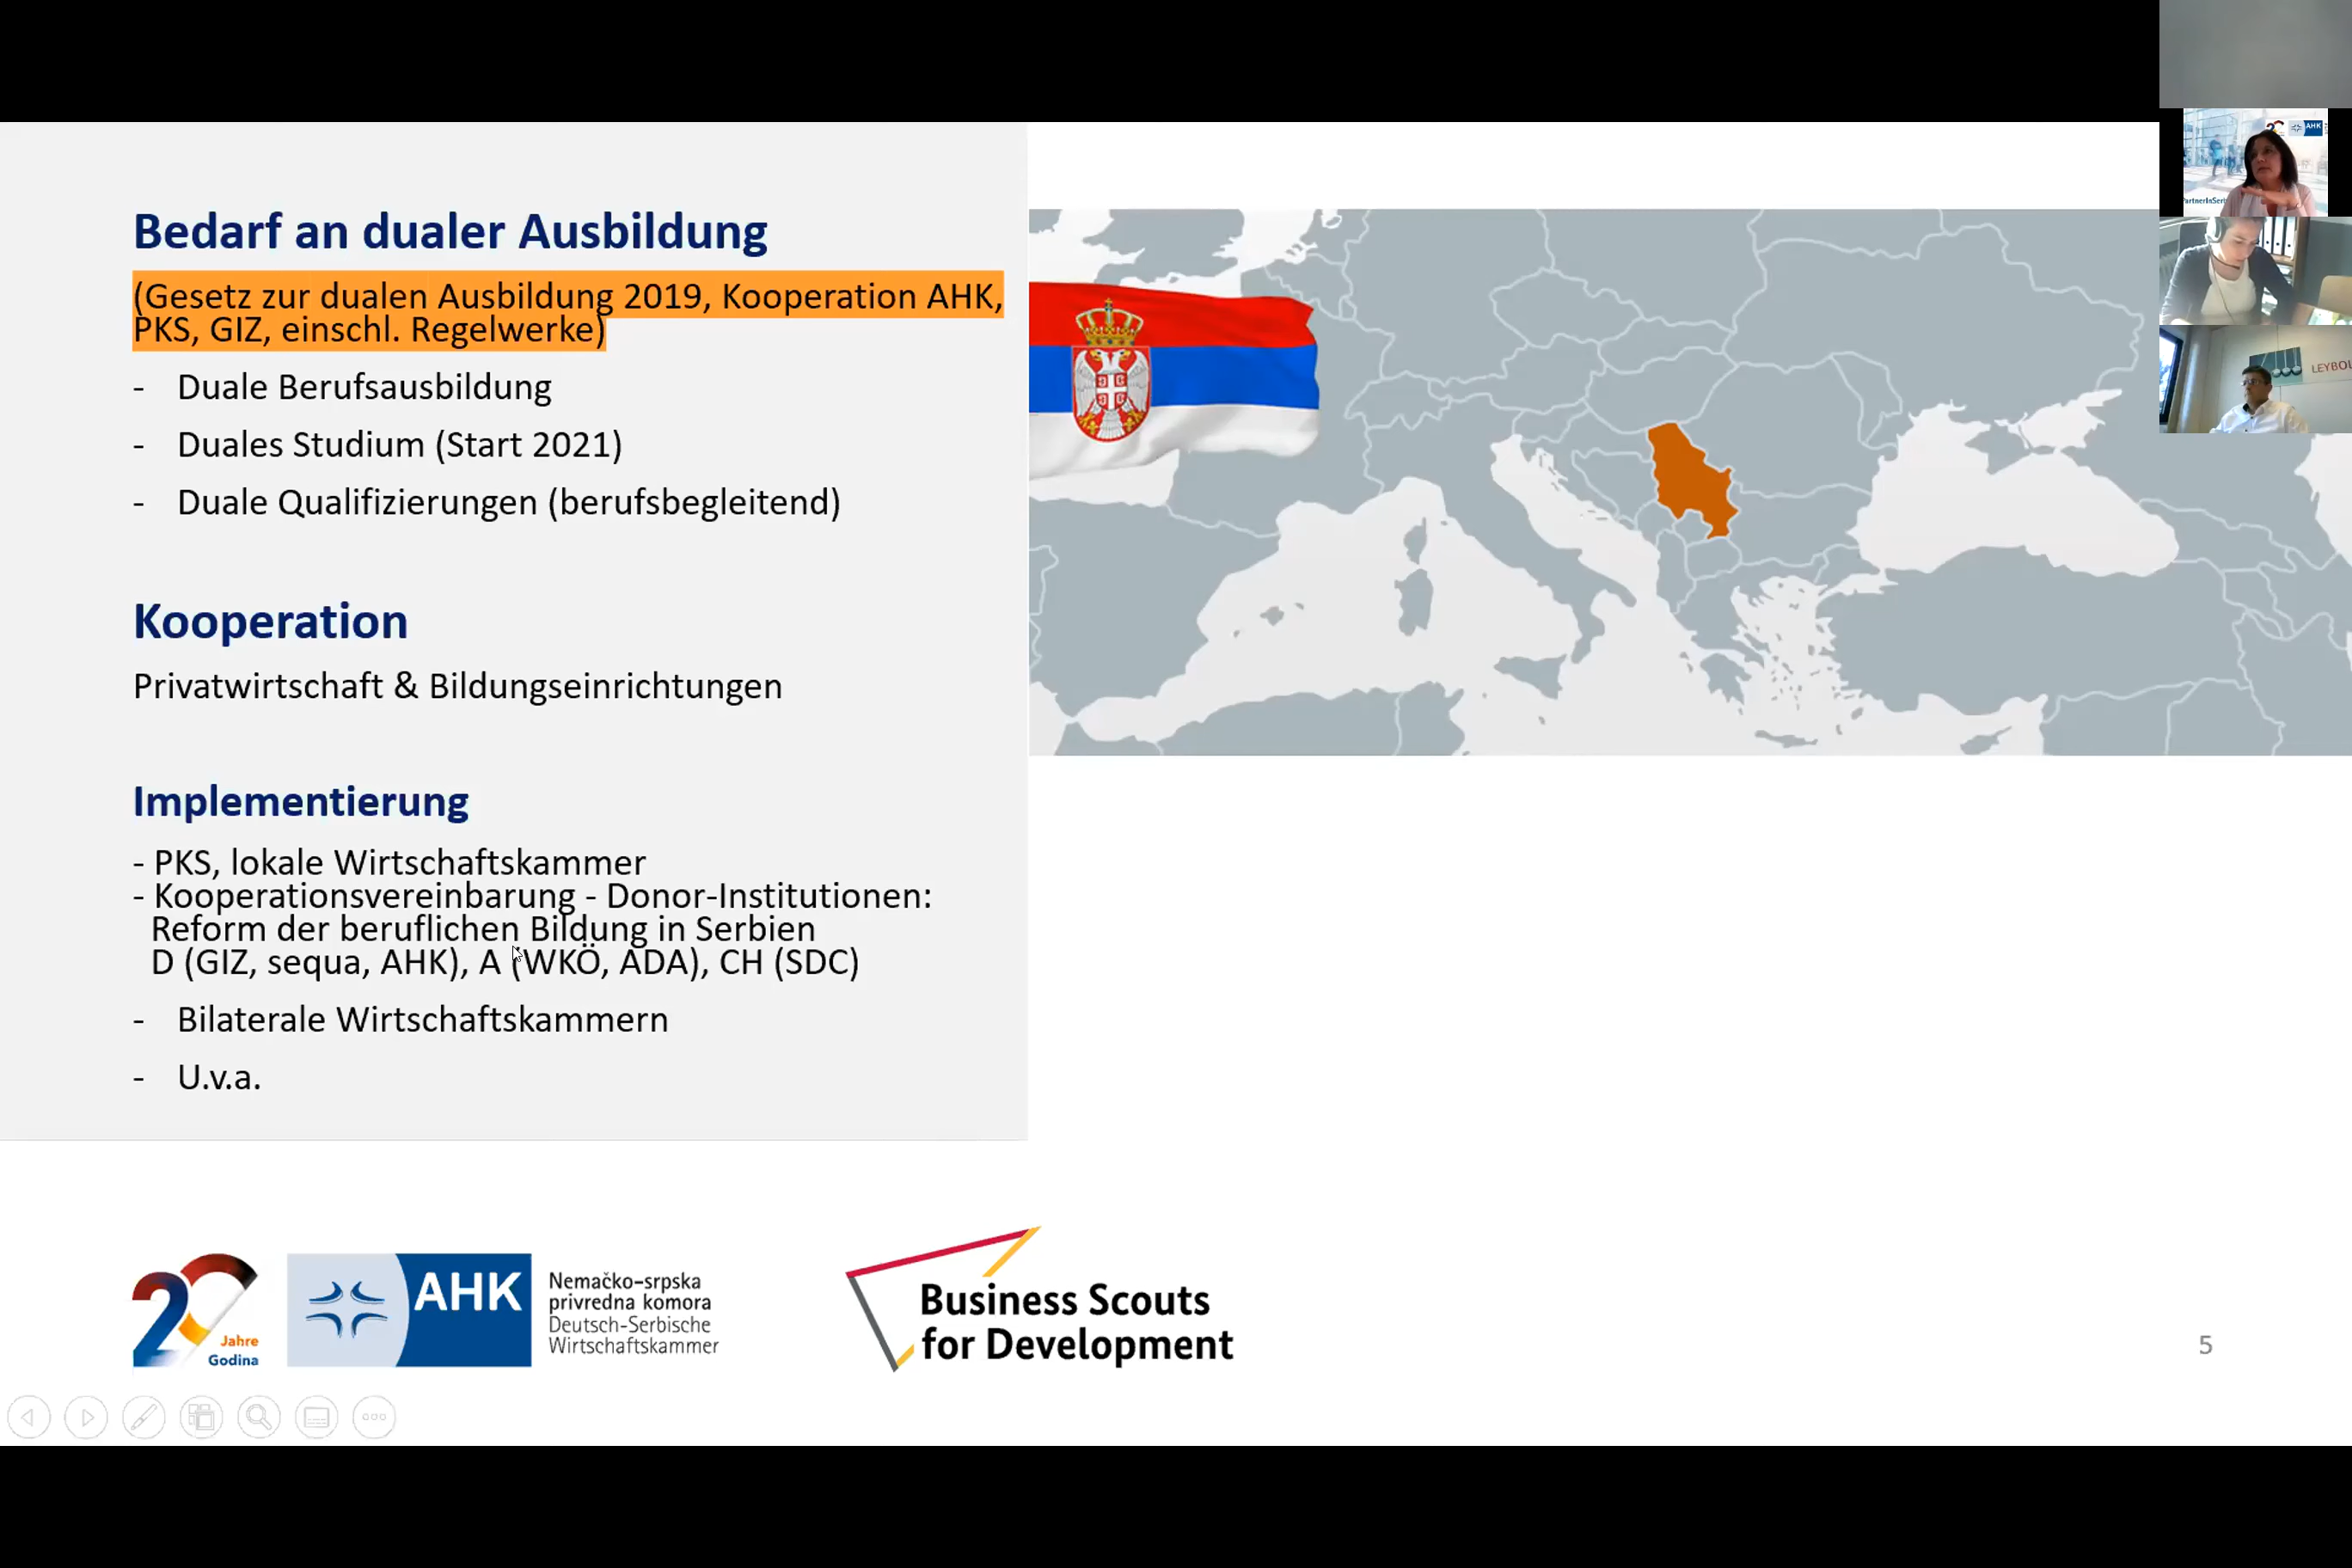 Bedarf an dualer Ausbildung
(Gesetz zur dualen Ausbildung 2019, Kooperation AHK,
PKS, GIZ, einschl. Regelwerke)
- Duale Berufsausbildung
- Duales Studium (Start 2021)
- Duale Qualifizierungen (berufsbegleitend)
Kooperation
Privatwirtschaft & Bildungseinrichtungen
Implementierung
- PKS, lokale Wirtschaftskammer
- Kooperationsvereinbarung - Donor-Institutionen:
Reform der beruflichen Bildung in Serbien
D (GIZ, sequa, AHK), A (WKÖ, ADA), CH (SDC)
- Bilaterale Wirtschaftskammern
- U.v.a.
20
Jahre
Godina
AHK
Nemačko-srpska
privredna komora
Deutsch-Serbische
Wirtschaftskammer
Business Scouts
for Development
5
AHK